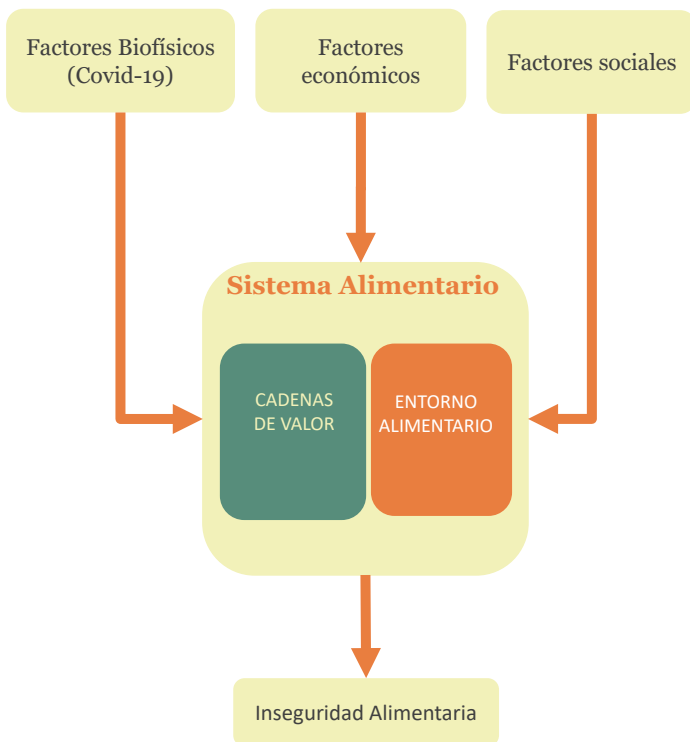 Factores Biofísicos
(Covid-19)
Factores
económicos
Factores sociales
Sistema Alimentario
CADENAS
DE VALOR
ENTORNO
ALIMENTARIO
Inseguridad Alimentaria